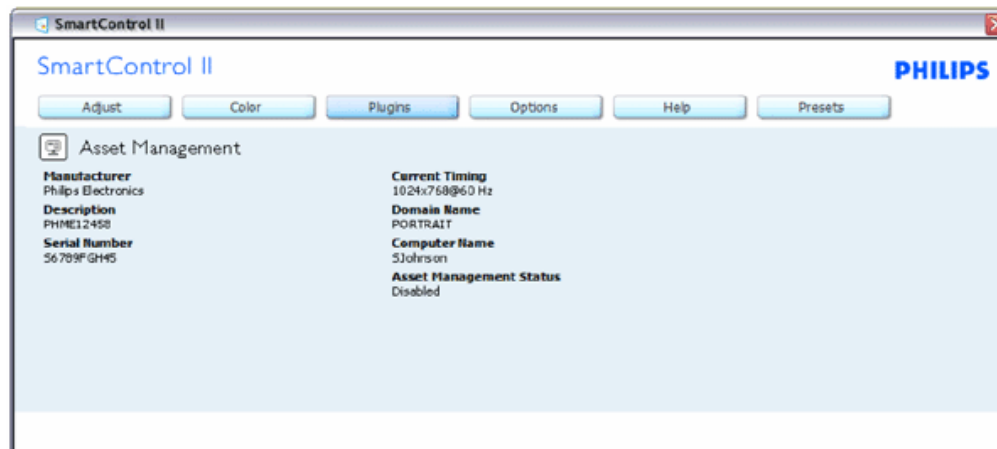 SmartControl II
SmartControl II
PHILIPS
Adjust Color Plugins Options Help Presets
Asset Management
Manufacturer
Philips Electronics
Description
PHME12458
Serial Number
56789FGH45
Current Timing
1024x768@60 Hz
Domain Name
PORTRAIT
Computer Name
SJohnson
Asset Management Status
Disabled